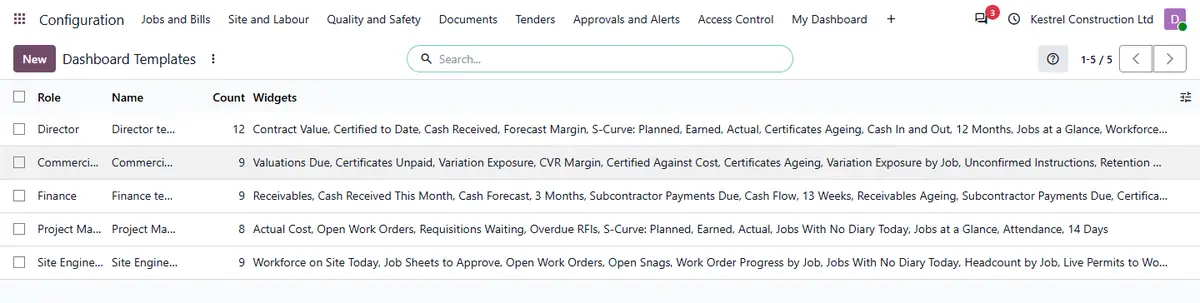 Configuration Jobs and Bills Site and Labour Quality and Safety Documents Tenders Approvals and Alerts Access Control My Dashboard + 3 Kestrel Construction Ltd D
New Dashboard Templates Search... 1-5 / 5
Role Name Count Widgets
Director Director te... 12 Contract Value, Certified to Date, Cash Received, Forecast Margin, S-Curve: Planned, Earned, Actual, Certificates Ageing, Cash In and Out, 12 Months, Jobs at a Glance, Workforce...
Commerci... Commerci... 9 Valuations Due, Certificates Unpaid, Variation Exposure, CVR Margin, Certified Against Cost, Certificates Ageing, Variation Exposure by Job, Unconfirmed Instructions, Retention ...
Finance Finance te... 9 Receivables, Cash Received This Month, Cash Forecast, 3 Months, Subcontractor Payments Due, Cash Flow, 13 Weeks, Receivables Ageing, Subcontractor Payments Due, Certifica...
Project Ma... Project Ma... 8 Actual Cost, Open Work Orders, Requisitions Waiting, Overdue RFIs, S-Curve: Planned, Earned, Actual, Jobs With No Diary Today, Jobs at a Glance, Attendance, 14 Days
Site Engine... Site Engine... 9 Workforce on Site Today, Job Sheets to Approve, Open Work Orders, Open Snags, Work Order Progress by Job, Jobs With No Diary Today, Headcount by Job, Live Permits to Wo...